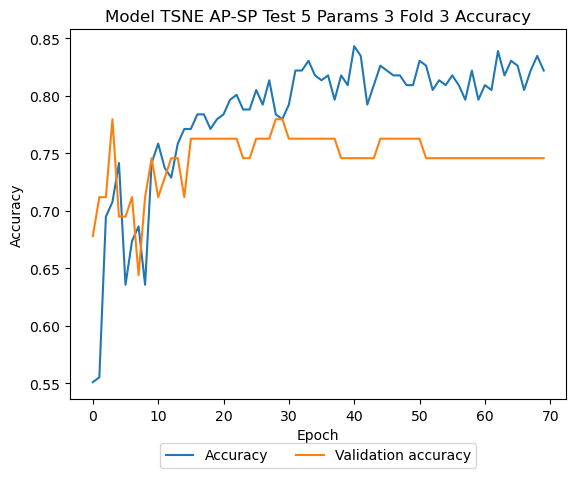 Model TSNE AP-SP Test 5 Params 3 Fold 3 Accuracy
0.85
0.80
0.75
0.70
0.65
0.60
0.55
Accuracy
0 10 20 30 40 50 60 70
Epoch
Accuracy Validation accuracy